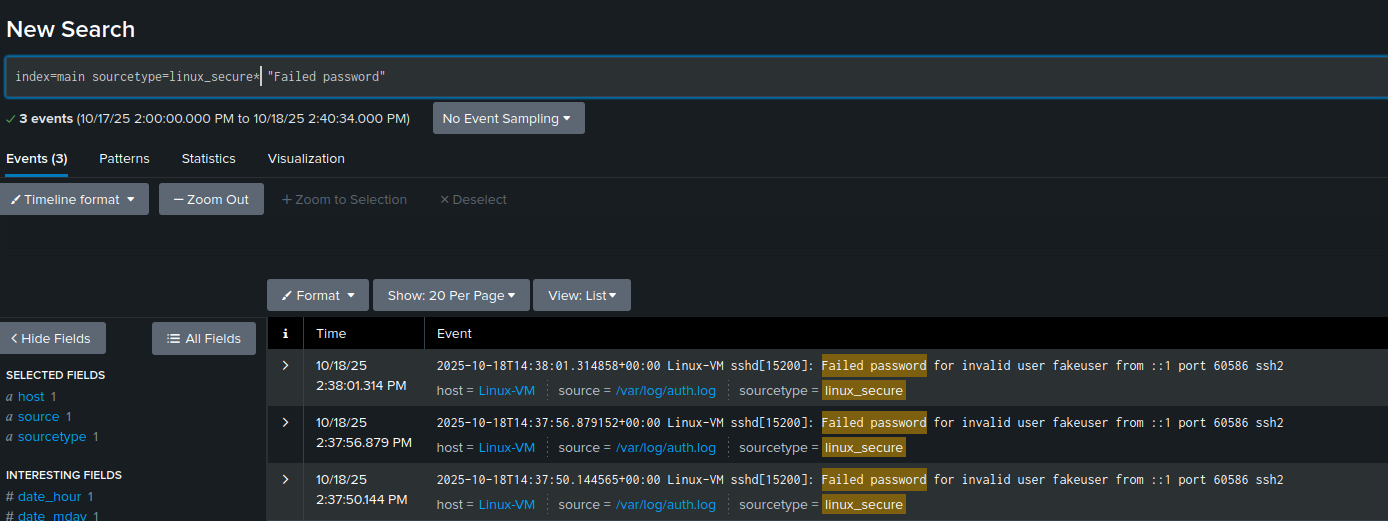 New Search
index=main sourcetype=linux_secure* "Failed password"
✓ 3 events (10/17/25 2:00:00.000 PM to 10/18/25 2:40:34.000 PM) No Event Sampling
Events (3) Patterns Statistics Visualization
Timeline format − Zoom Out + Zoom to Selection × Deselect
Format Show: 20 Per Page View: List
< Hide Fields All Fields
i Time Event
SELECTED FIELDS
a host 1
a source 1
a sourcetype 1
INTERESTING FIELDS
# date_hour 1
# date_mday 1
10/18/25
2:38:01.314 PM
2025-10-18T14:38:01.314858+00:00 Linux-VM sshd[15200]: Failed password for invalid user fakeuser from ::1 port 60586 ssh2
host = Linux-VM source = /var/log/auth.log sourcetype = linux_secure
10/18/25
2:37:56.879 PM
2025-10-18T14:37:56.879152+00:00 Linux-VM sshd[15200]: Failed password for invalid user fakeuser from ::1 port 60586 ssh2
host = Linux-VM source = /var/log/auth.log sourcetype = linux_secure
10/18/25
2:37:50.144 PM
2025-10-18T14:37:50.144565+00:00 Linux-VM sshd[15200]: Failed password for invalid user fakeuser from ::1 port 60586 ssh2
host = Linux-VM source = /var/log/auth.log sourcetype = linux_secure